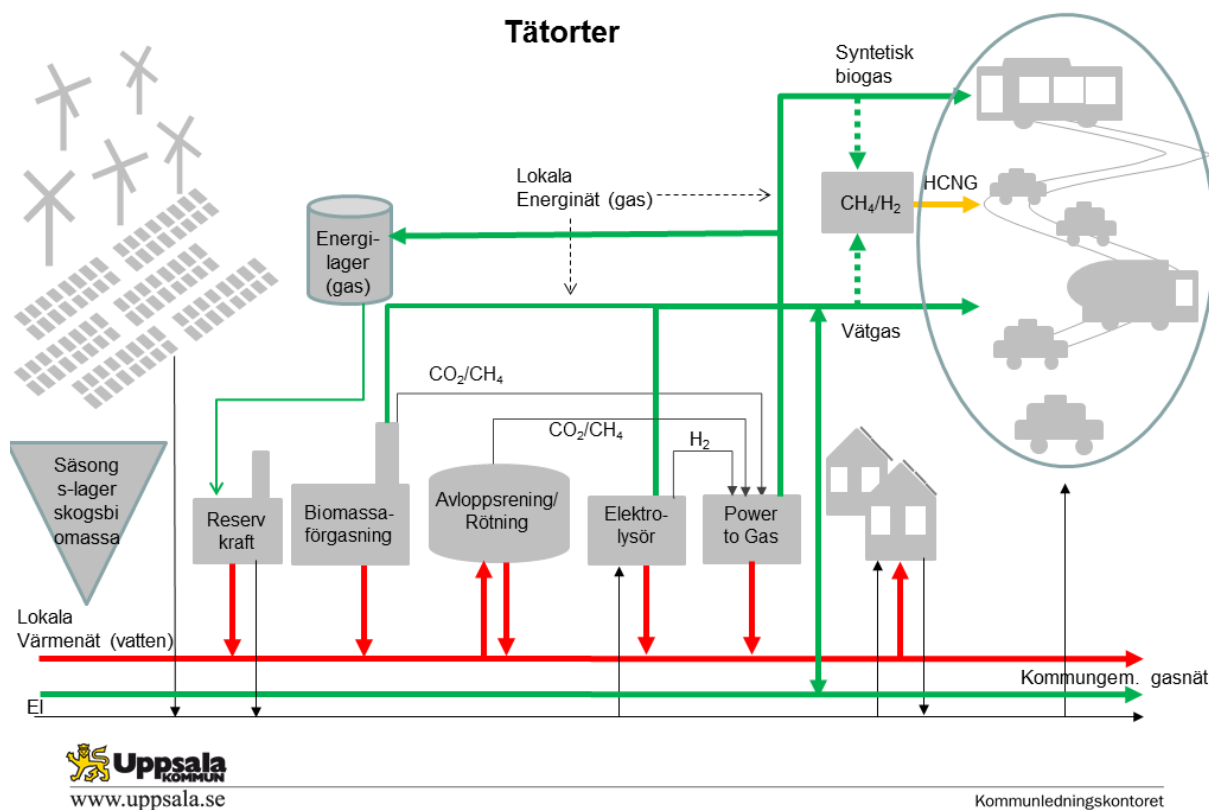 Tätorter
Syntetisk
biogas
Lokala
Energinät (gas)
HCNG
CH₄/H₂
Energi-
lager
(gas)
Vätgas
CO₂/CH₄
CO₂/CH₄
H₂
Säsong
s-lager
skogsbi
omassa
Reserv
kraft
Biomassa-
förgasning
Avloppsrening/
Rötning
Elektro-
lysör
Power
to Gas
Lokala
Värmenät (vatten)
Kommungem. gasnät
El
Uppsala
KOMMUN
www.uppsala.se
Kommunledningskontoret